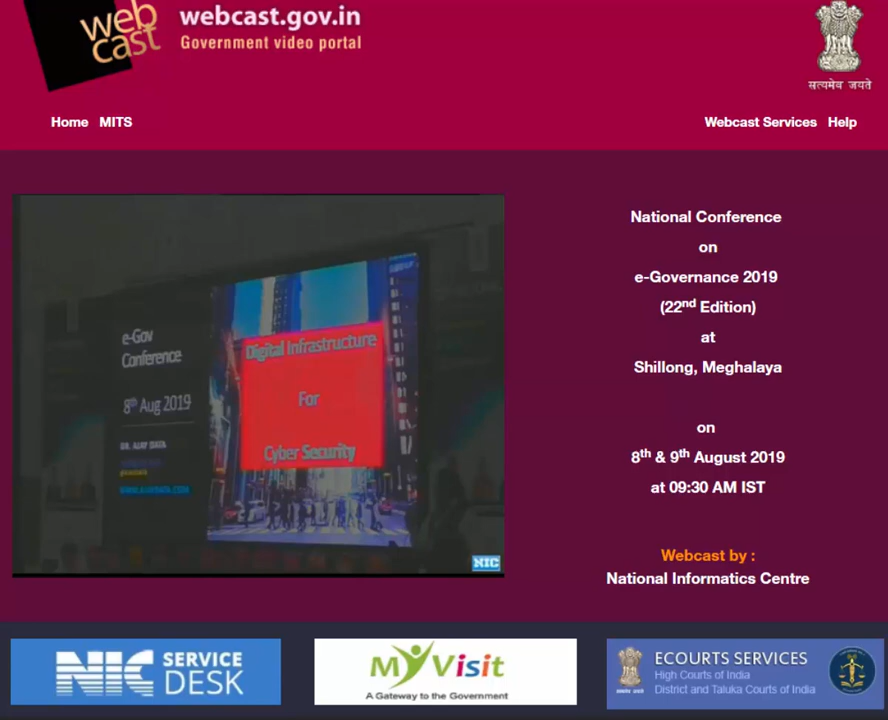 web
cast
webcast.gov.in
Government video portal
सत्यमेव जयते
Home MITS
Webcast Services Help
e-Gov
Conference
8th Aug 2019
DR. AJAY DATA
Digital Infrastructure
For
Cyber Security
NIC
National Conference
on
e-Governance 2019
(22nd Edition)
at
Shillong, Meghalaya
on
8th & 9th August 2019
at 09:30 AM IST
Webcast by :
National Informatics Centre
NIC SERVICE
DESK
MyVisit
A Gateway to the Government
ECOURTS SERVICES
High Courts of India
District and Taluka Courts of India